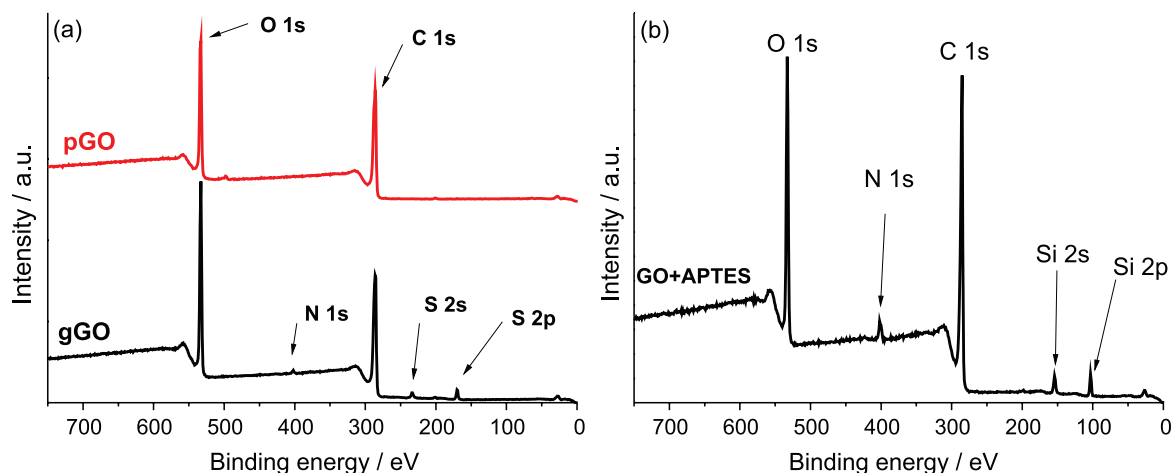 (a)
O 1s
C 1s
pGO
gGO
N 1s
S 2s
S 2p
Intensity / a.u.
700 600 500 400 300 200 100 0
Binding energy / eV
(b)
O 1s
C 1s
N 1s
Si 2s
Si 2p
GO+APTES
Intensity / a.u.
700 600 500 400 300 200 100 0
Binding energy / eV